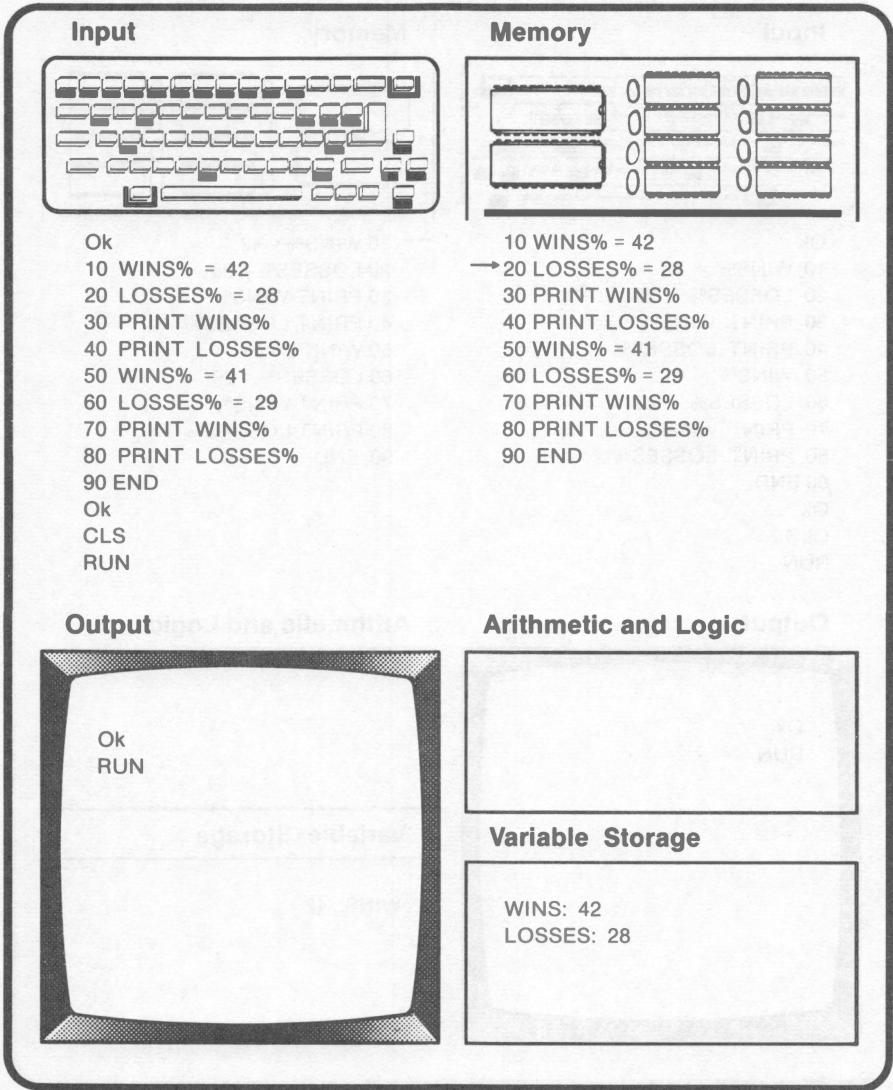 Input
Ok
10 WINS% = 42
20 LOSSES% = 28
30 PRINT WINS%
40 PRINT LOSSES%
50 WINS% = 41
60 LOSSES% = 29
70 PRINT WINS%
80 PRINT LOSSES%
90 END
Ok
CLS
RUN
Memory
10 WINS% = 42
20 LOSSES% = 28
30 PRINT WINS%
40 PRINT LOSSES%
50 WINS% = 41
60 LOSSES% = 29
70 PRINT WINS%
80 PRINT LOSSES%
90 END
Output
Ok
RUN
Arithmetic and Logic
Variable Storage
WINS: 42
LOSSES: 28